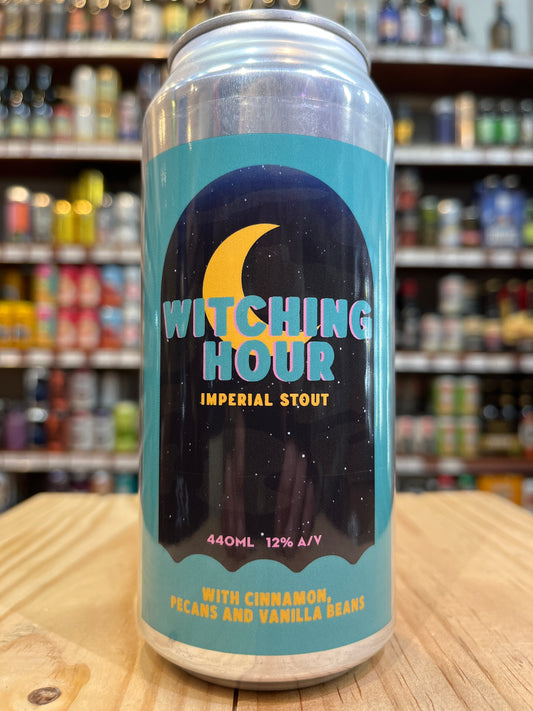 WITCHING
HOUR
IMPERIAL STOUT
440ML 12% A/V
WITH CINNAMON,
PECANS AND VANILLA BEANS